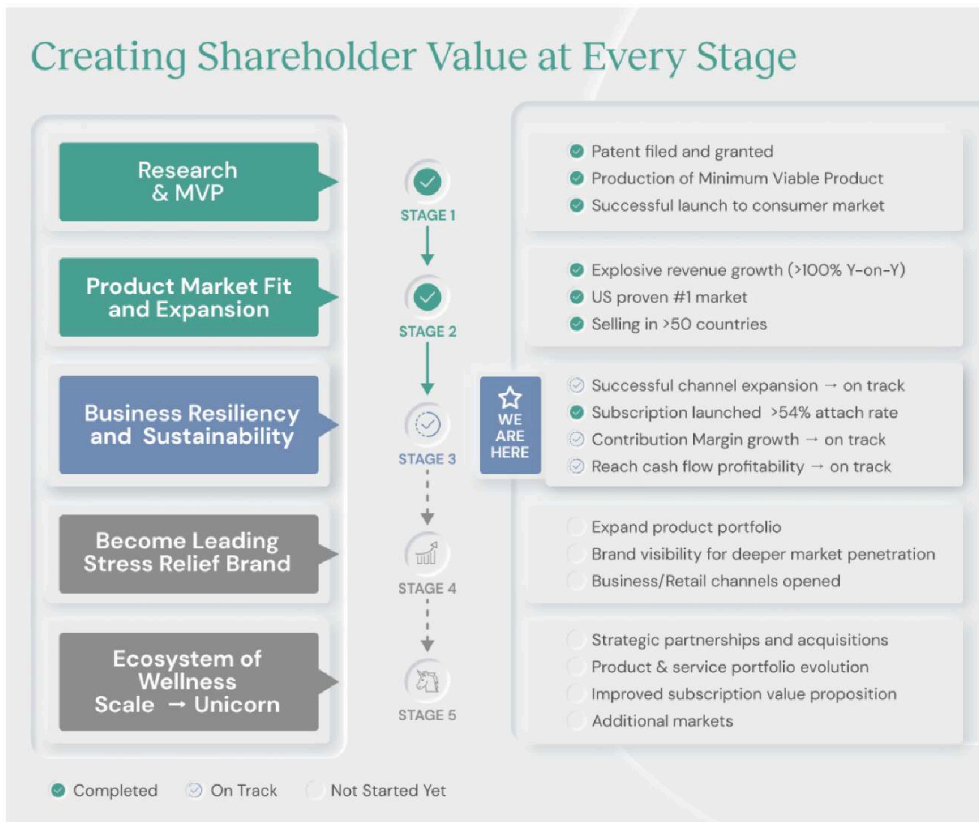 Creating Shareholder Value at Every Stage
Research
& MVP
STAGE 1
Patent filed and granted
Production of Minimum Viable Product
Successful launch to consumer market
Product Market Fit
and Expansion
STAGE 2
Explosive revenue growth (>100% Y-on-Y)
US proven #1 market
Selling in >50 countries
Business Resiliency
and Sustainability
STAGE 3
WE
ARE
HERE
Successful channel expansion → on track
Subscription launched >54% attach rate
Contribution Margin growth → on track
Reach cash flow profitability → on track
Become Leading
Stress Relief Brand
STAGE 4
Expand product portfolio
Brand visibility for deeper market penetration
Business/Retail channels opened
Ecosystem of
Wellness
Scale → Unicorn
STAGE 5
Strategic partnerships and acquisitions
Product & service portfolio evolution
Improved subscription value proposition
Additional markets
Completed
On Track
Not Started Yet